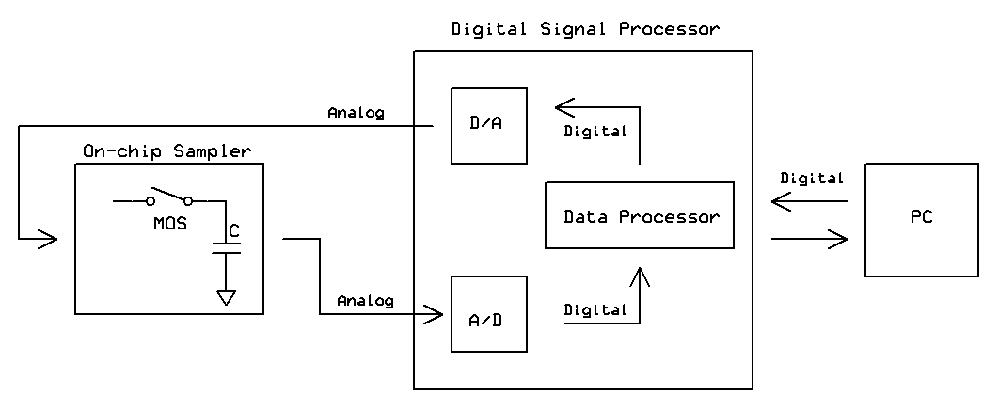 Digital Signal Processor
Analog
D/A
Digital
On-chip Sampler
Digital
MOS
C
Data Processor
PC
Analog
Digital
A/D